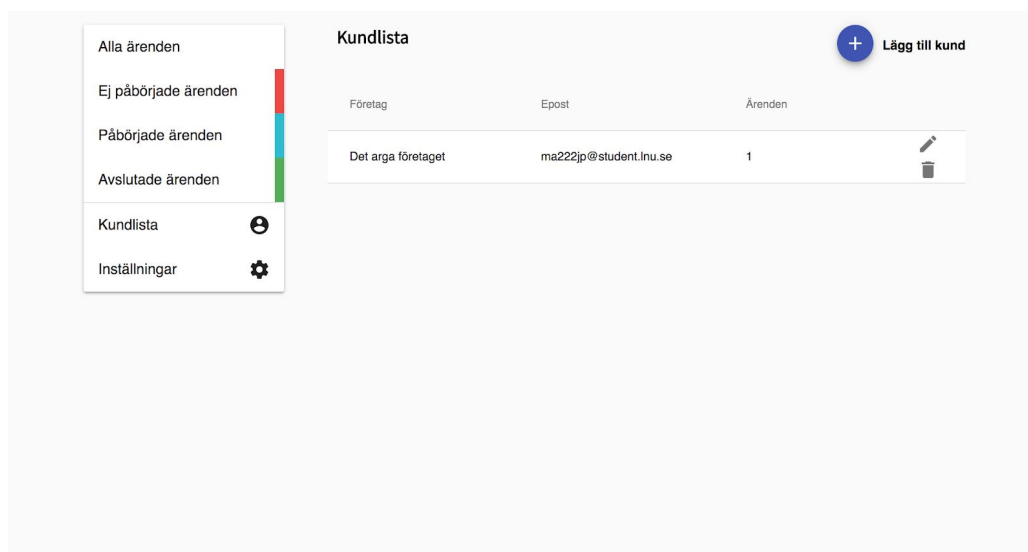 Alla ärenden
Ej påbörjade ärenden
Påbörjade ärenden
Avslutade ärenden
Kundlista
Inställningar
Kundlista
Lägg till kund
Företag Epost Ärenden
Det arga företaget ma222jp@student.lnu.se 1